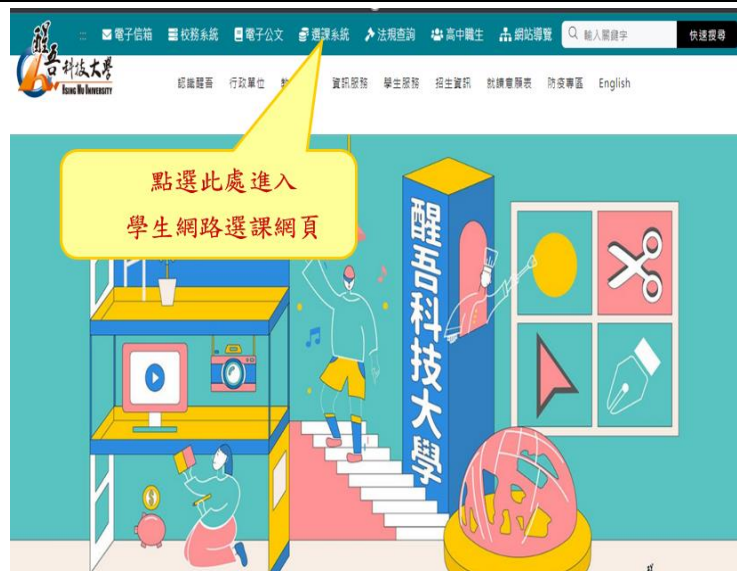 電子信箱 校務系統 電子公文 選課系統 法規查詢 高中職生 網站導覽 輸入關鍵字 快速搜尋
醒吾科技大學
HSING WU UNIVERSITY
認識醒吾 行政單位 資訊服務 學生服務 招生資訊 就讀意願表 防疫專區 English
點選此處進入
學生網路選課網頁
醒吾科技大學